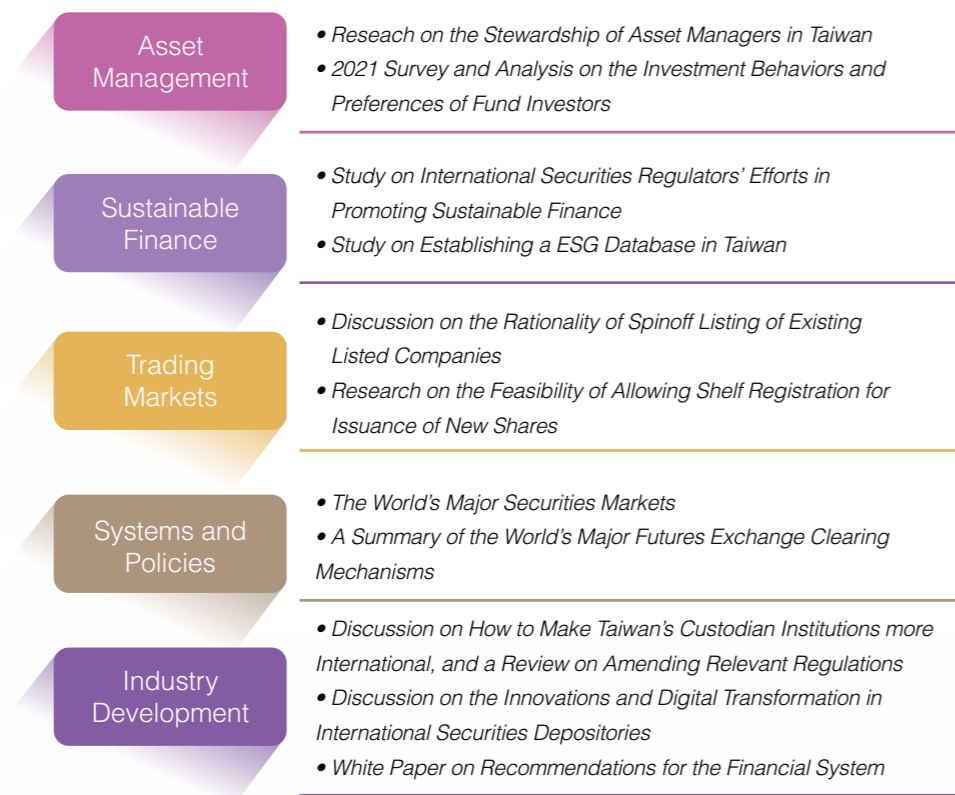 Asset
Management
• Reseach on the Stewardship of Asset Managers in Taiwan
• 2021 Survey and Analysis on the Investment Behaviors and
Preferences of Fund Investors
Sustainable
Finance
• Study on International Securities Regulators' Efforts in
Promoting Sustainable Finance
• Study on Establishing a ESG Database in Taiwan
Trading
Markets
• Discussion on the Rationality of Spinoff Listing of Existing
Listed Companies
• Research on the Feasibility of Allowing Shelf Registration for
Issuance of New Shares
Systems and
Policies
• The World's Major Securities Markets
• A Summary of the World's Major Futures Exchange Clearing
Mechanisms
Industry
Development
• Discussion on How to Make Taiwan's Custodian Institutions more
International, and a Review on Amending Relevant Regulations
• Discussion on the Innovations and Digital Transformation in
International Securities Depositories
• White Paper on Recommendations for the Financial System